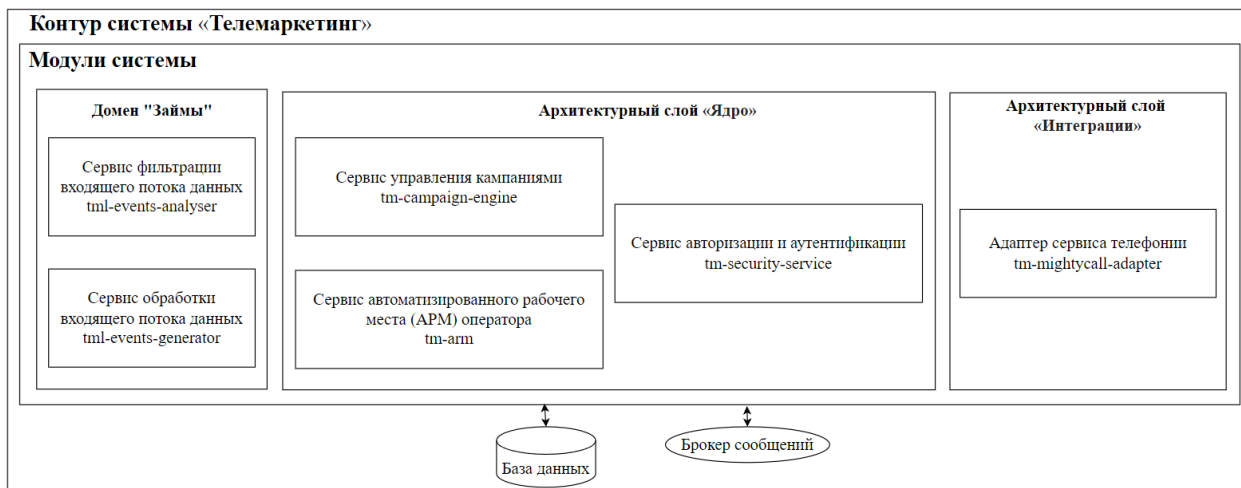 Контур системы «Телемаркетинг»
Модули системы
Домен "Займы"
Сервис фильтрации
входящего потока данных
tml-events-analyser
Сервис обработки
входящего потока данных
tml-events-generator
Архитектурный слой «Ядро»
Сервис управления кампаниями
tm-campaign-engine
Сервис автоматизированного рабочего
места (АРМ) оператора
tm-arm
Сервис авторизации и аутентификации
tm-security-service
Архитектурный слой
«Интеграции»
Адаптер сервиса телефонии
tm-mightycall-adapter
База данных
Брокер сообщений